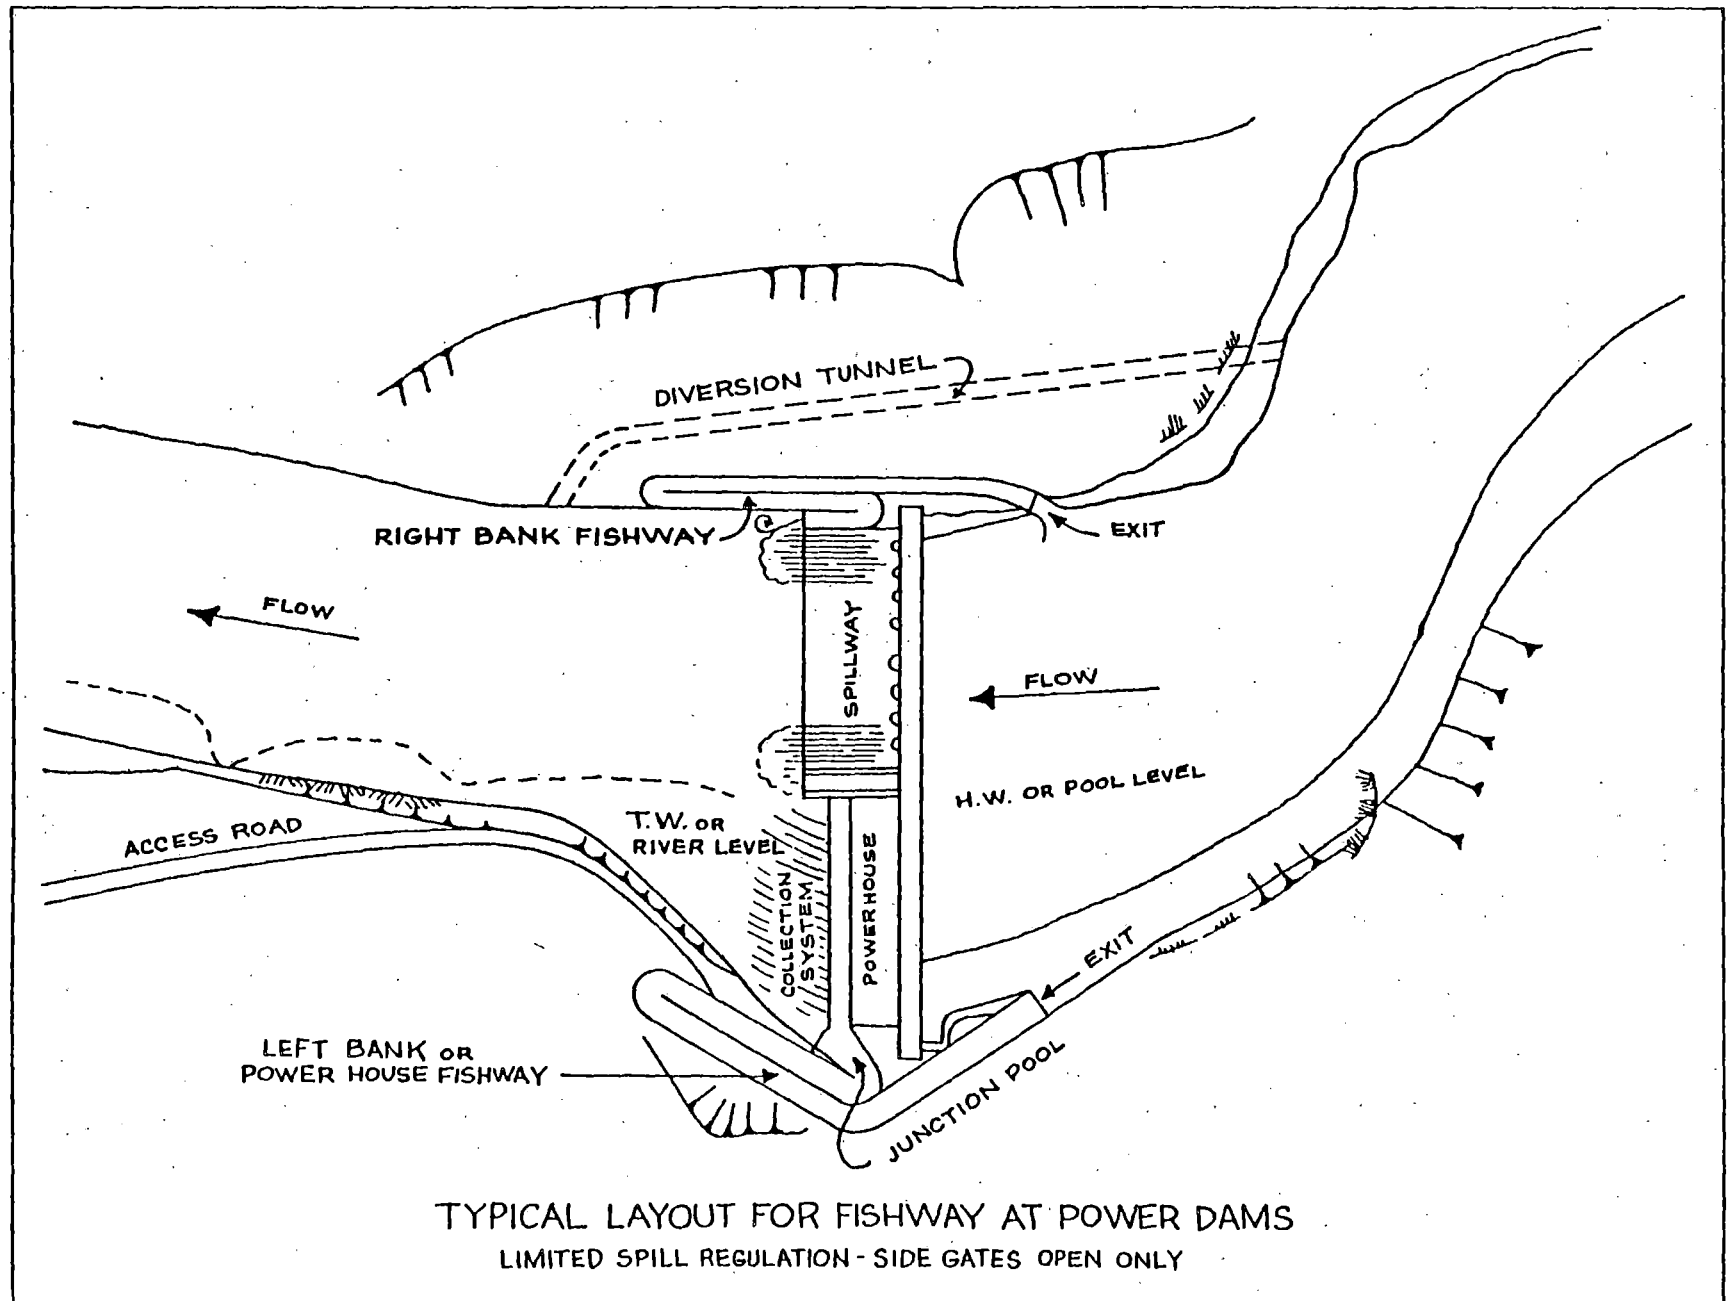 DIVERSION TUNNEL
RIGHT BANK FISHWAY
EXIT
FLOW
SPILLWAY
FLOW
H.W. OR POOL LEVEL
T.W. OR
RIVER LEVEL
ACCESS ROAD
COLLECTION
SYSTEM
POWERHOUSE
EXIT
LEFT BANK OR
POWER HOUSE FISHWAY
JUNCTION POOL
TYPICAL LAYOUT FOR FISHWAY AT POWER DAMS
LIMITED SPILL REGULATION - SIDE GATES OPEN ONLY